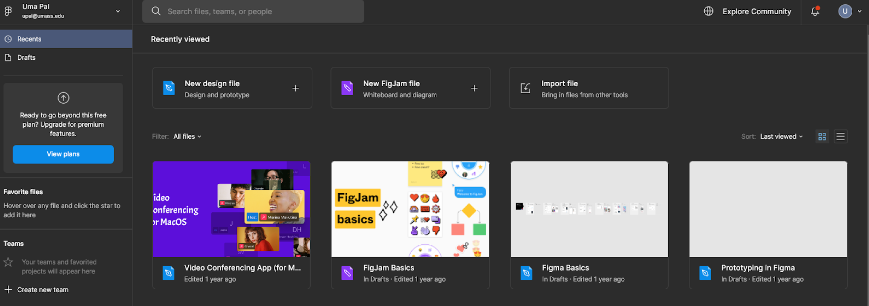 Uma Pal
upal@umass.edu
Search files, teams, or people
Explore Community
U
Recents
Drafts
Ready to go beyond this free
plan? Upgrade for premium
features.
View plans
Favorite files
Hover over any file and click the star to
add it here
Teams
Your teams and favorited
projects will appear here
Create new team
Recently viewed
New design file
Design and prototype
New FigJam file
Whiteboard and diagram
Import file
Bring in files from other tools
Filter: All files
Sort: Last viewed
Video
Conferencing
for MacOS
DH
Video Conferencing App (for M...
Edited 1 year ago
FigJam
basics
FigJam Basics
In Drafts · Edited 1 year ago
Figma Basics
In Drafts · Edited 1 year ago
Prototyping in Figma
In Drafts · Edited 1 year ago